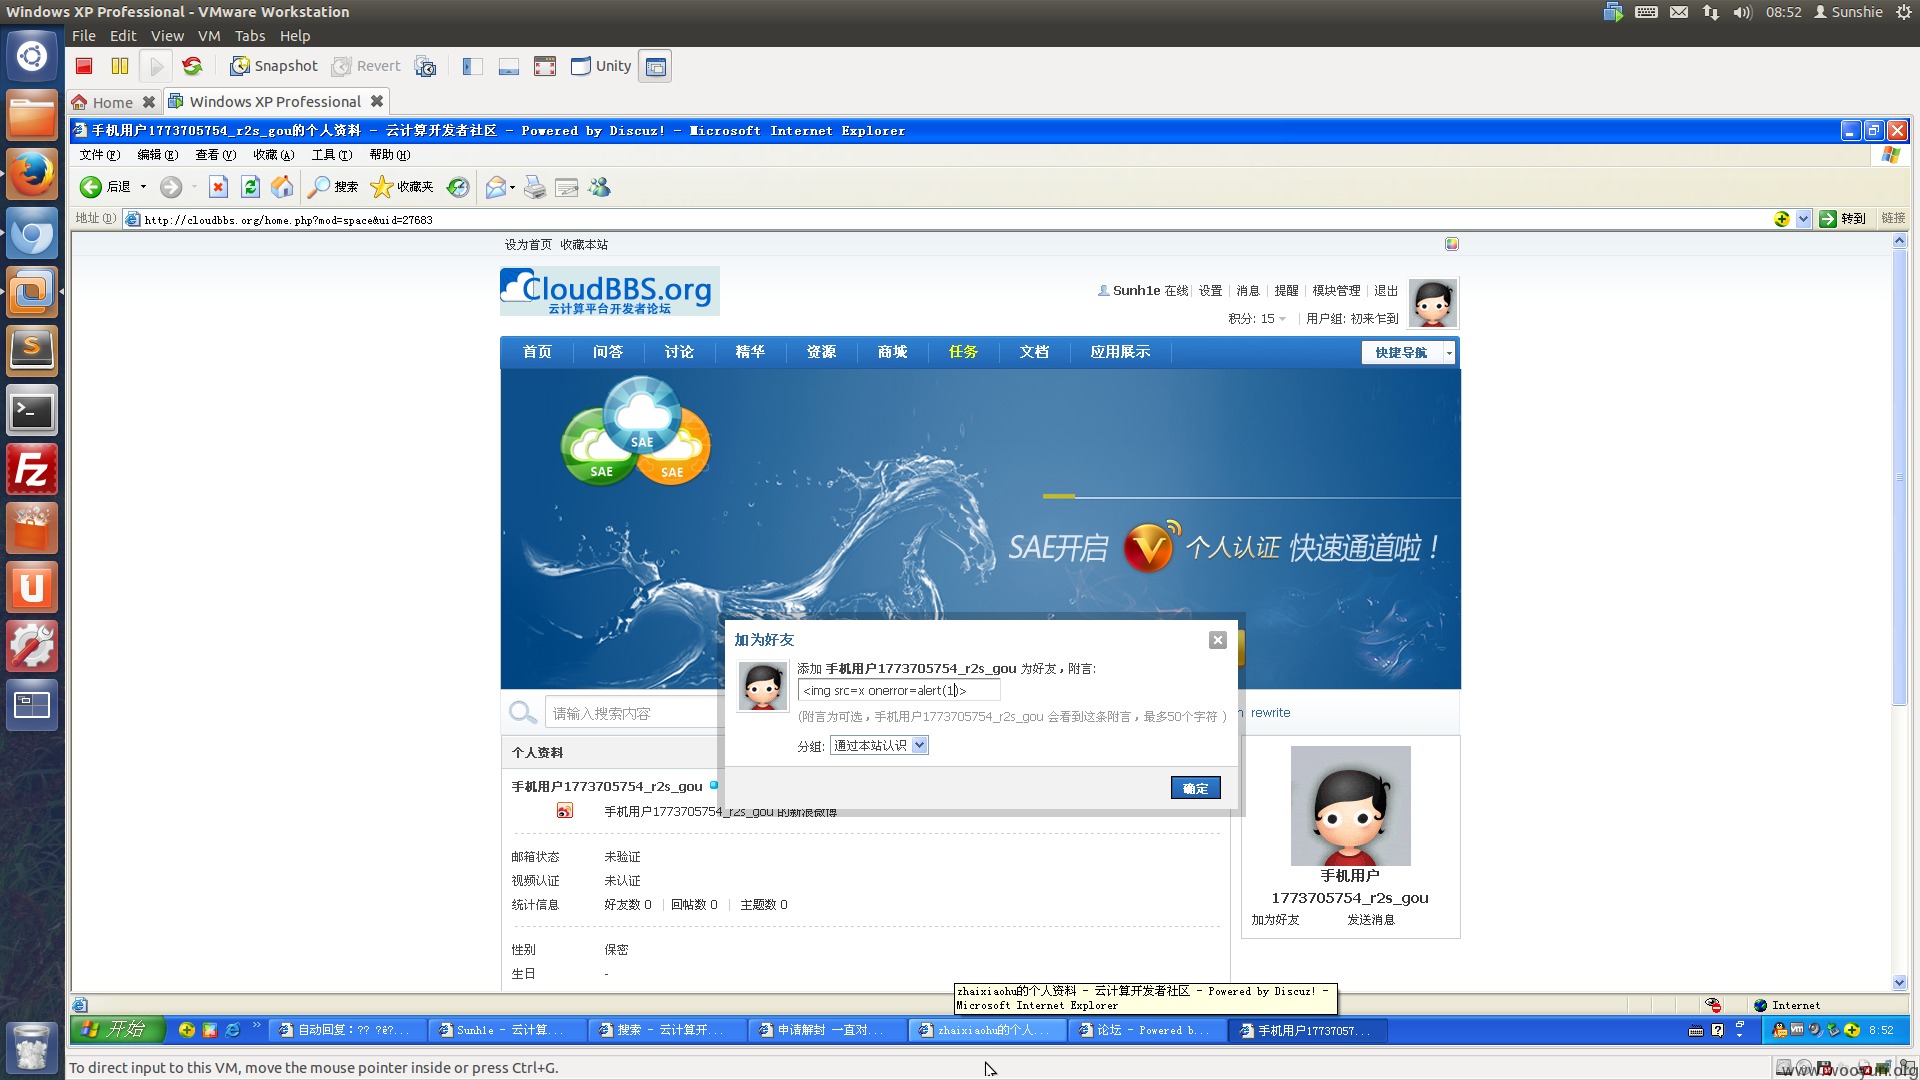 Windows XP Professional - VMware Workstation
08:52 Sunshie
File Edit View VM Tabs Help
Snapshot Revert Unity
Home Windows XP Professional
手机用户1773705754_r2s_gou的个人资料 - 云计算开发者社区 - Powered by Discuz! - Microsoft Internet Explorer
文件(F) 编辑(E) 查看(V) 收藏(A) 工具(T) 帮助(H)
后退 搜索 收藏夹
地址(D) http://cloudbbs.org/home.php?mod=space&uid=27683 转到 链接
设为首页 收藏本站
CloudBBS.org
云计算平台开发者论坛
Sunh1e 在线 设置 消息 提醒 模块管理 退出
积分: 15 用户组: 初来乍到
首页 问答 讨论 精华 资源 商城 任务 文档 应用展示 快捷导航
SAE
SAE SAE
SAE开启 V 个人认证 快速通道啦！
加为好友
添加 手机用户1773705754_r2s_gou 为好友，附言:
<img src=x onerror=alert(1)>
(附言为可选，手机用户1773705754_r2s_gou 会看到这条附言，最多50个字符 )
分组: 通过本站认识
确定
请输入搜索内容
rewrite
个人资料
手机用户1773705754_r2s_gou
手机用户1773705754_r2s_gou 的新浪微博
邮箱状态 未验证
视频认证 未认证
统计信息 好友数 0 回帖数 0 主题数 0
性别 保密
生日 -
手机用户
1773705754_r2s_gou
加为好友 发送消息
zhaixiaohu的个人资料 - 云计算开发者社区 - Powered by Discuz! -
Microsoft Internet Explorer
Internet
开始 自动回复：?? ?@?... Sunh1e - 云计算... 搜索 - 云计算开... 申请解封 一直对... zhaixiaohu的个人... 论坛 - Powered b... 手机用户17737057... 8:52
To direct input to this VM, move the mouse pointer inside or press Ctrl+G.
www.wooyun.org